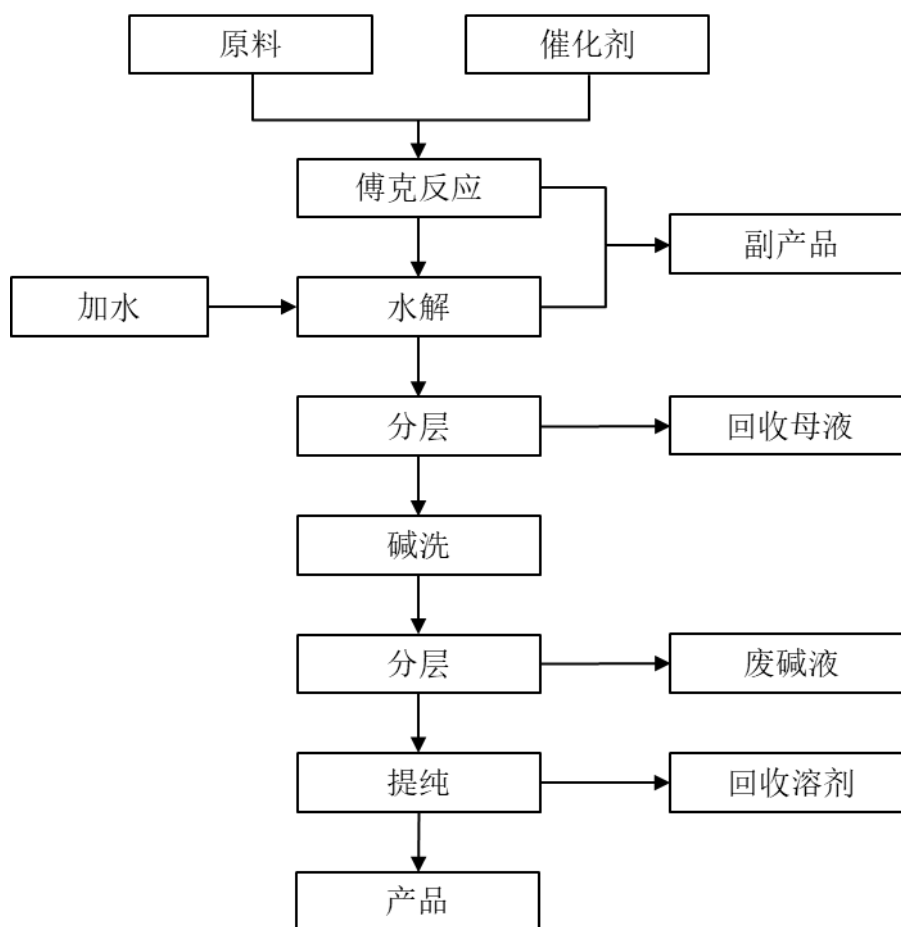 原料
催化剂
傅克反应
副产品
加水
水解
分层
回收母液
碱洗
分层
废碱液
提纯
回收溶剂
产品